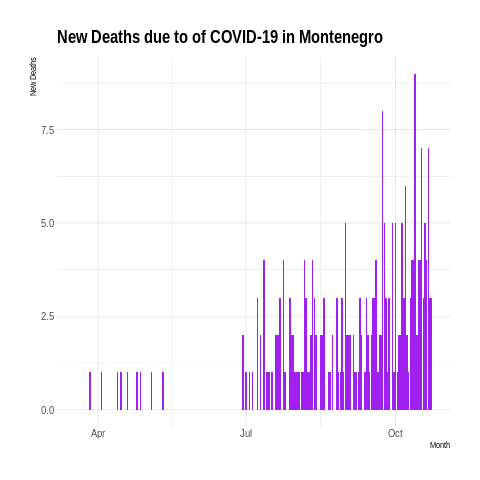 New Deaths due to of COVID-19 in Montenegro
New Deaths
7.5
5.0
2.5
0.0
Apr Jul Oct
Month